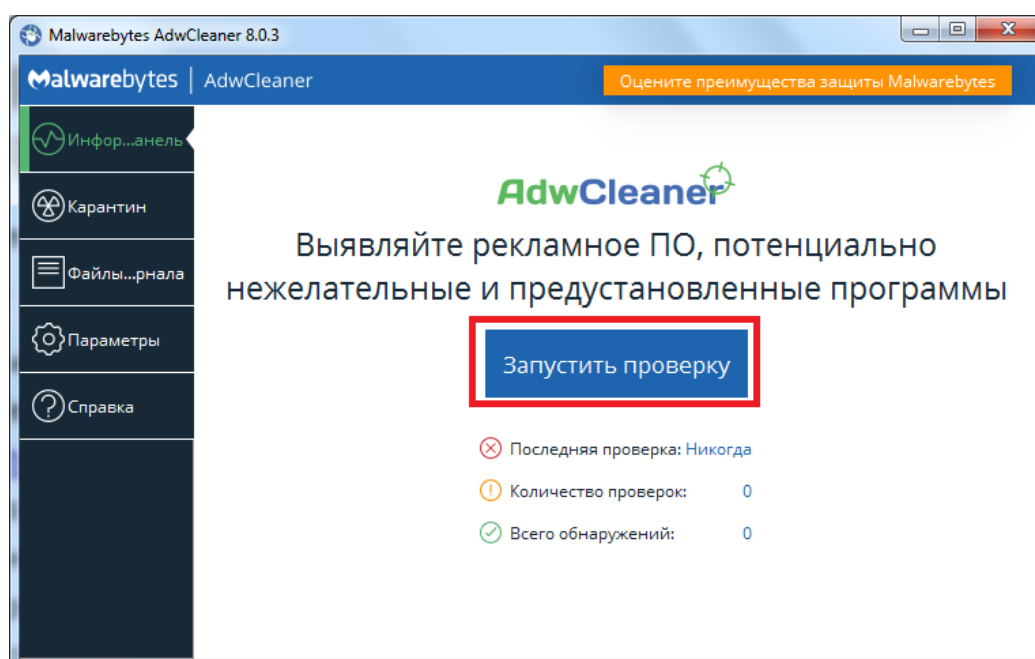 Malwarebytes AdwCleaner 8.0.3
Malwarebytes | AdwCleaner
Оцените преимущества защиты Malwarebytes
Инфор...анель
Карантин
Файлы...рнала
Параметры
Справка
AdwCleaner
Выявляйте рекламное ПО, потенциально
нежелательные и предустановленные программы
Запустить проверку
Последняя проверка: Никогда
Количество проверок: 0
Всего обнаружений: 0